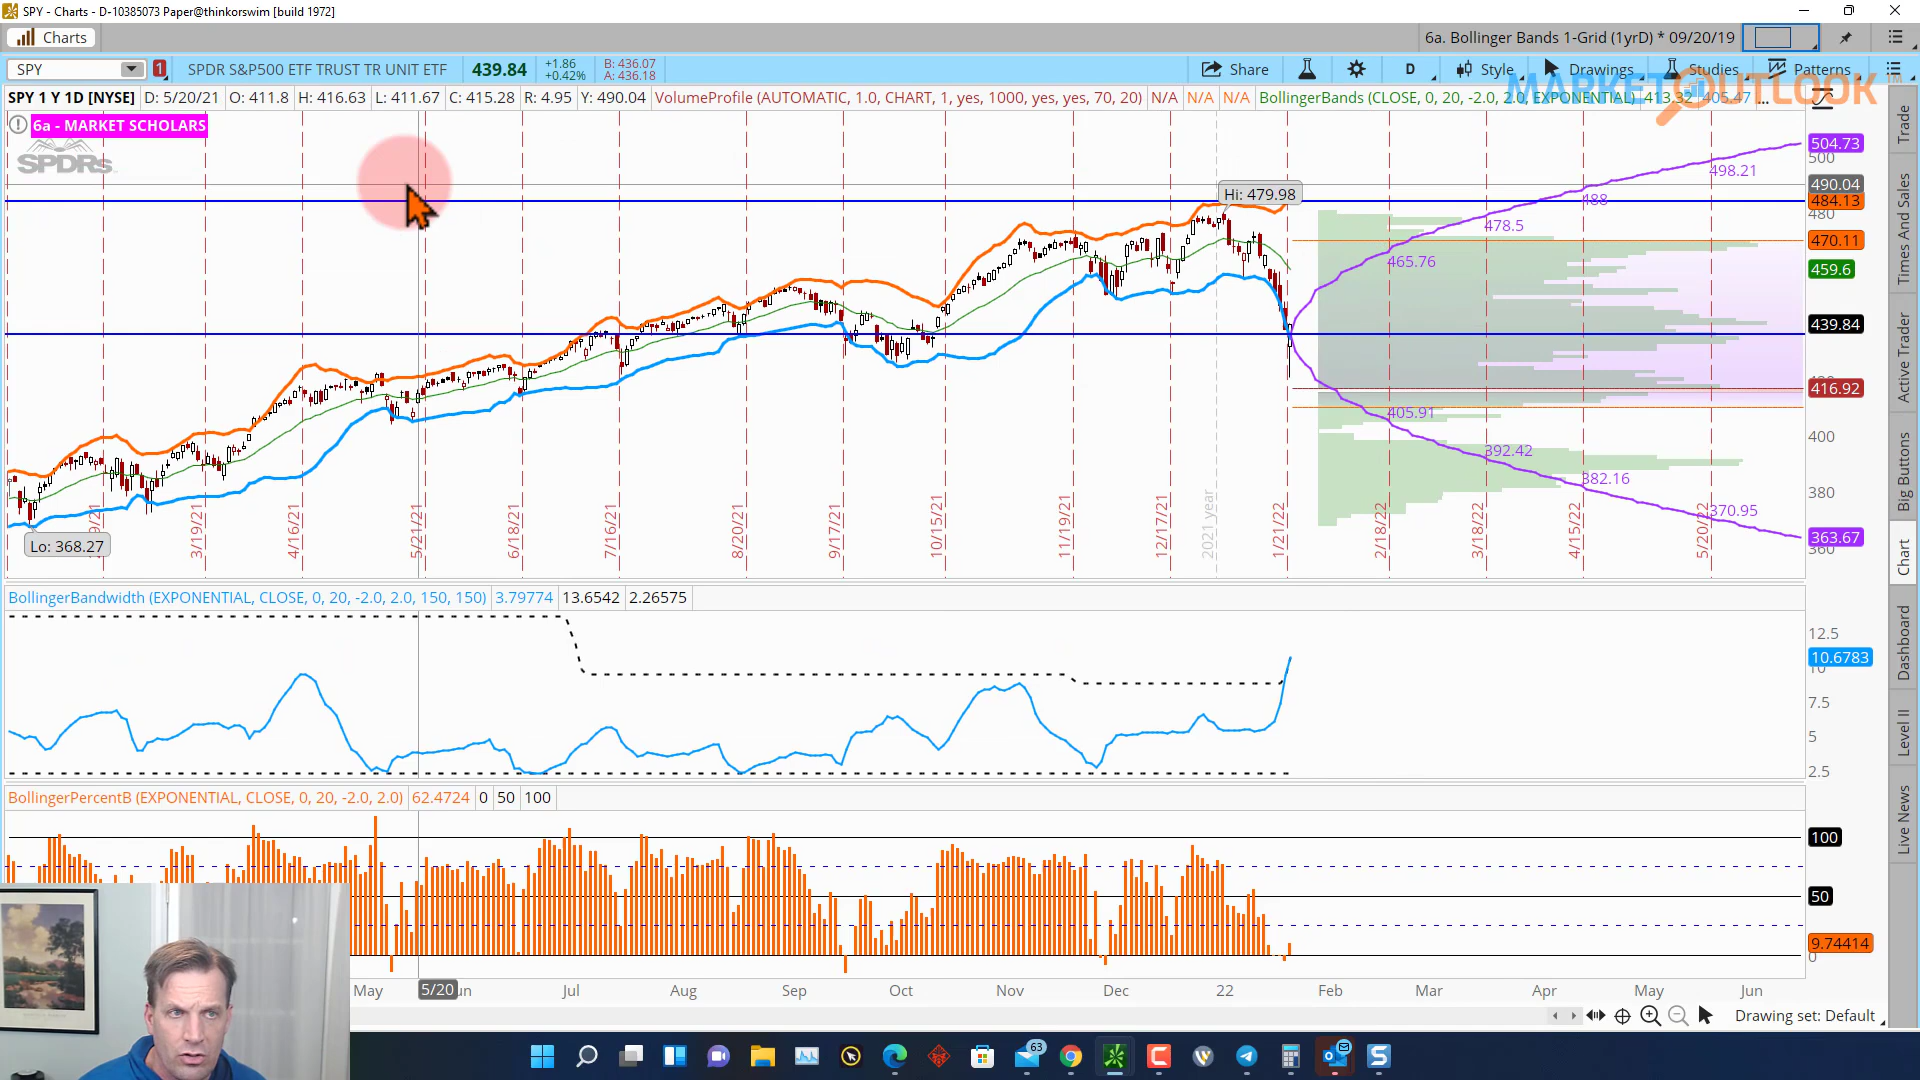 SPY - Charts - D-10385073 Paper@thinkorswim [build 1972]
Charts
6a. Bollinger Bands 1-Grid (1yrD) * 09/20/19
SPY
1
SPDR S&P500 ETF TRUST TR UNIT ETF
439.84
+1.86
+0.42%
B: 436.07
A: 436.18
Share
D
Style
Drawings
Studies
Patterns
MARKET OUTLOOK
SPY 1 Y 1D [NYSE] D: 5/20/21 O: 411.8 H: 416.63 L: 411.67 C: 415.28 R: 4.95 Y: 490.04 VolumeProfile (AUTOMATIC, 1.0, CHART, 1, yes, 1000, yes, yes, 70, 20) N/A N/A N/A BollingerBands (CLOSE, 0, 20, -2.0, 2.0, EXPONENTIAL) 413.32 405.47 ...
6a - MARKET SCHOLARS
SPDRs
Hi: 479.98
Lo: 368.27
504.73
500
498.21
490.04
488
484.13
480
478.5
470.11
465.76
459.6
439.84
416.92
405.91
400
392.42
382.16
380
370.95
363.67
360
3/19/21
4/16/21
5/21/21
6/18/21
7/16/21
8/20/21
9/17/21
10/15/21
11/19/21
12/17/21
2021 year
1/21/22
2/18/22
3/18/22
4/15/22
5/20/22
BollingerBandwidth (EXPONENTIAL, CLOSE, 0, 20, -2.0, 2.0, 150, 150) 3.79774 13.6542 2.26575
12.5
10.6783
7.5
5
2.5
BollingerPercentB (EXPONENTIAL, CLOSE, 0, 20, -2.0, 2.0) 62.4724 0 50 100
100
50
9.74414
0
May 5/20 Jul Aug Sep Oct Nov Dec 22 Feb Mar Apr May Jun
Drawing set: Default
Trade
Times And Sales
Active Trader
Big Buttons
Chart
Dashboard
Level II
Live News
63